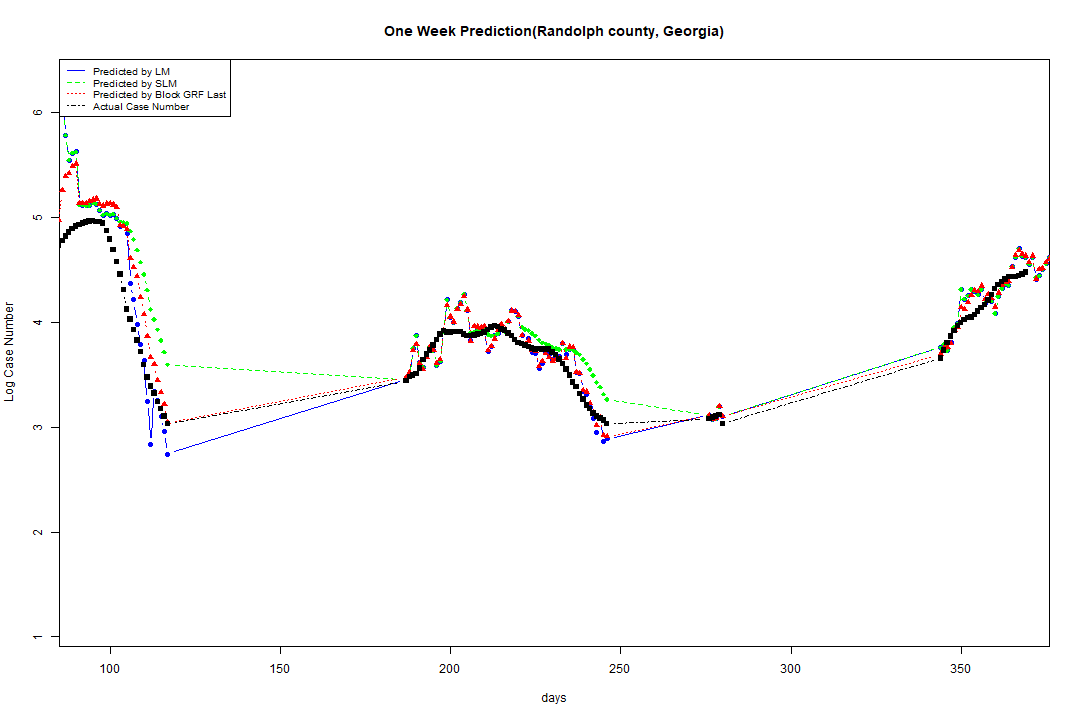 One Week Prediction(Randolph county, Georgia)
Predicted by LM
Predicted by SLM
Predicted by Block GRF Last
Actual Case Number
6
5
4
3
2
1
Log Case Number
100 150 200 250 300 350
days